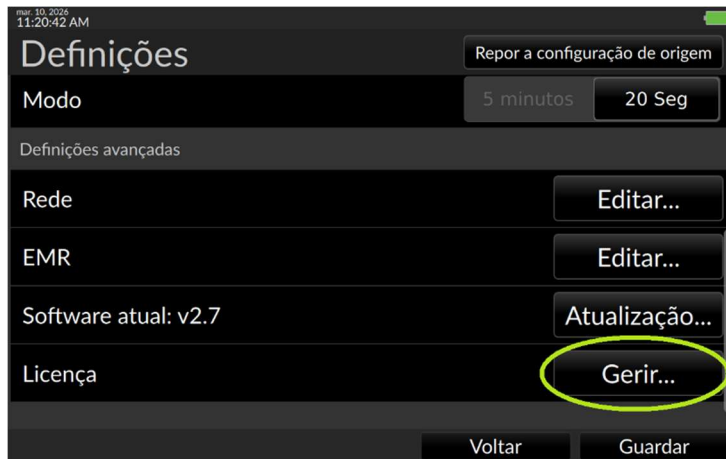 mar. 10, 2026
11:20:42 AM
Definições
Repor a configuração de origem
Modo
5 minutos
20 Seg
Definições avançadas
Rede
Editar...
EMR
Editar...
Software atual: v2.7
Atualização...
Licença
Gerir...
Voltar
Guardar